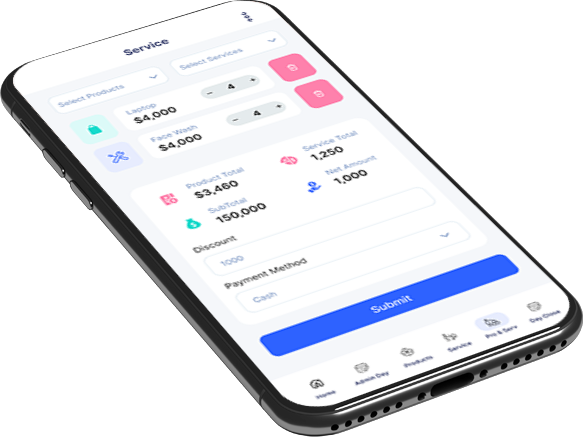 Service
Select Products
Select Services
Laptop
$4,000
− 4 +
Face Wash
$4,000
− 4 +
Product Total
$3,460
Service Total
1,250
SubTotal
150,000
Net Amount
1,000
Discount
1000
Payment Method
Cash
Submit
Home
Admin Day
Products
Service
Pro & Serv
Day Close